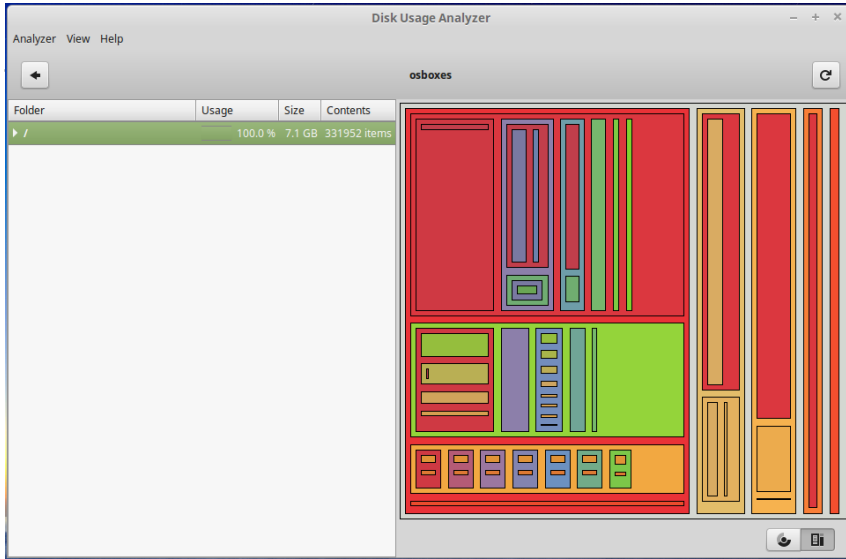 Disk Usage Analyzer
Analyzer View Help
osboxes
Folder Usage Size Contents
/ 100.0 % 7.1 GB 331952 items